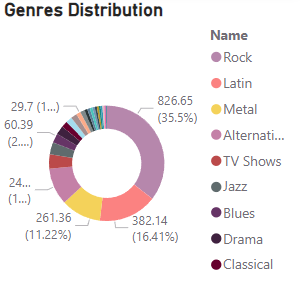 Genres Distribution
Name
Rock
Latin
Metal
Alternati...
TV Shows
Jazz
Blues
Drama
Classical
29.7 (1...)
826.65
(35.5%)
60.39
(2....)
24...
(1...)
261.36
(11.22%)
382.14
(16.41%)